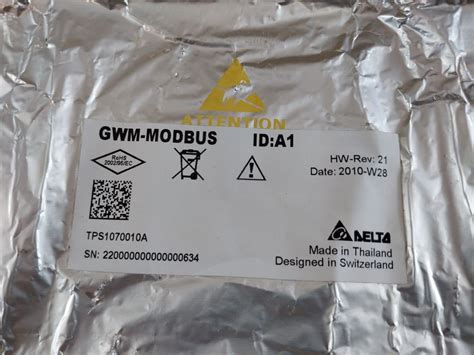 ATTENTION
GWM-MODBUS ID:A1
RoHS
2002/95/EC
HW-Rev: 21
Date: 2010-W28
TPS1070010A
SN: 220000000000000634
DELTA
Made in Thailand
Designed in Switzerland